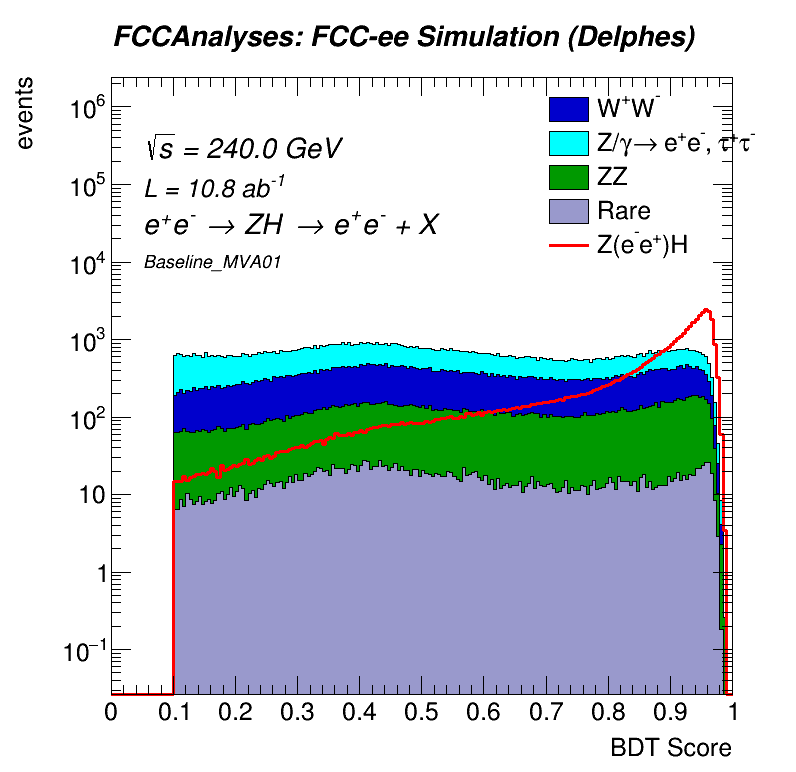 FCCAnalyses: FCC-ee Simulation (Delphes)
events
10⁶
10⁵
10⁴
10³
10²
10
1
10⁻¹
√s = 240.0 GeV
L = 10.8 ab⁻¹
e⁺e⁻ → ZH → e⁺e⁻ + X
Baseline_MVA01
W⁺W⁻
Z/γ→ e⁺e⁻, τ⁺τ⁻
ZZ
Rare
Z(e⁻e⁺)H
0 0.1 0.2 0.3 0.4 0.5 0.6 0.7 0.8 0.9 1
BDT Score